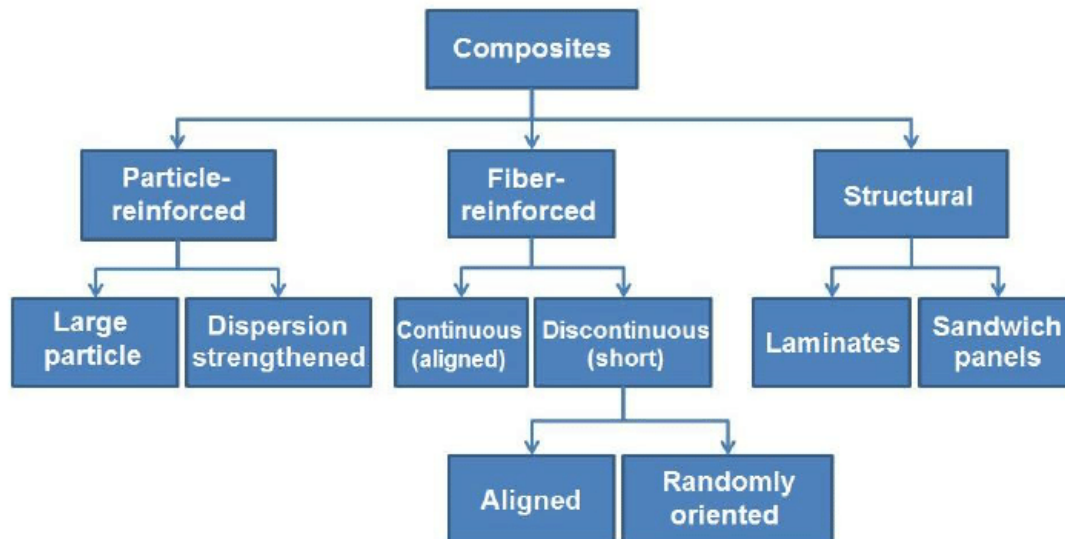 Composites
Particle-
reinforced
Fiber-
reinforced
Structural
Large
particle
Dispersion
strengthened
Continuous
(aligned)
Discontinuous
(short)
Laminates
Sandwich
panels
Aligned
Randomly
oriented